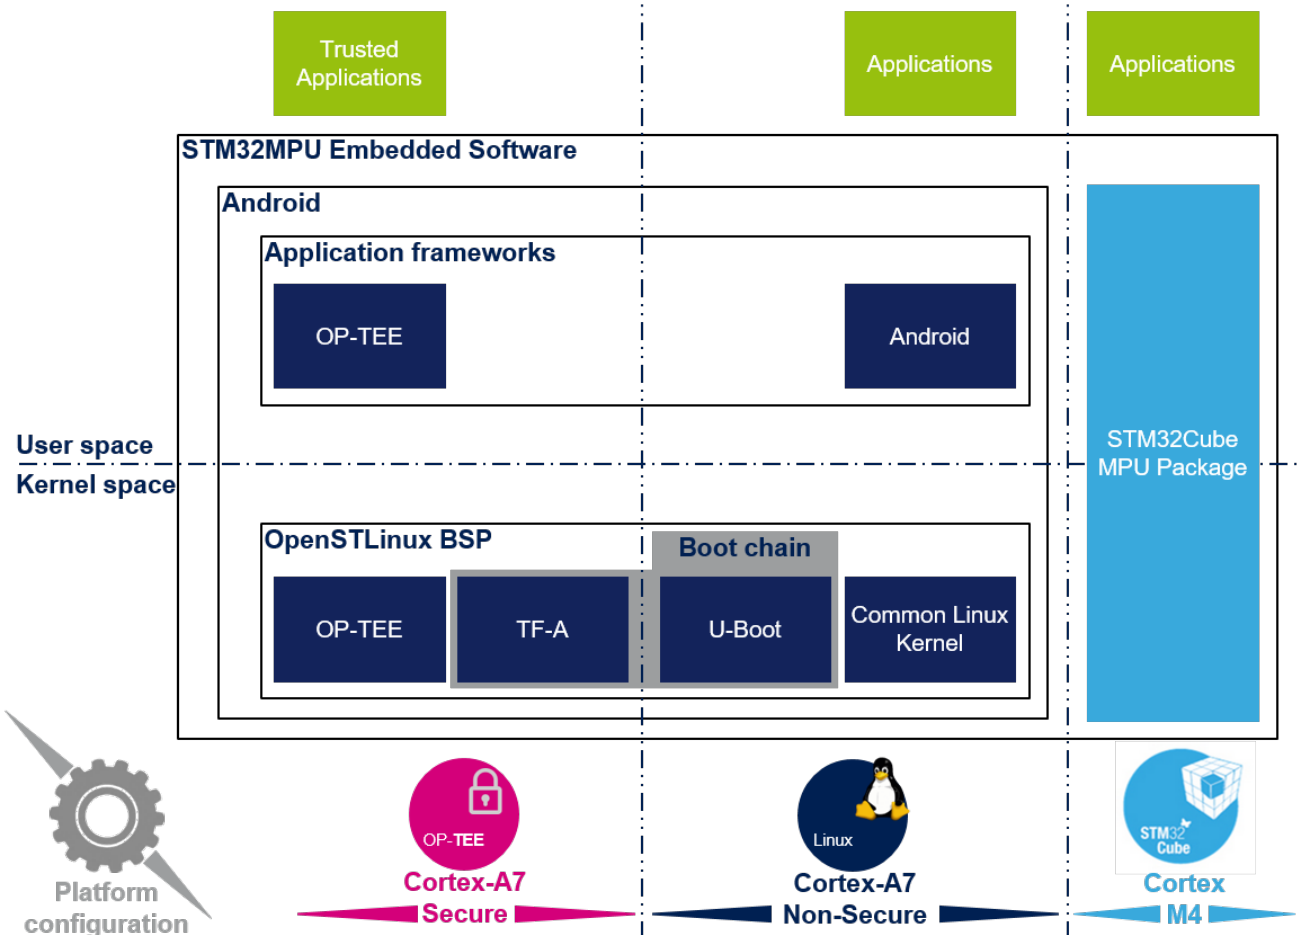 Trusted
Applications
Applications
Applications
STM32MPU Embedded Software
Android
Application frameworks
OP-TEE
Android
User space
Kernel space
STM32Cube
MPU Package
OpenSTLinux BSP
Boot chain
OP-TEE
TF-A
U-Boot
Common Linux
Kernel
OP-TEE
Linux
STM32
Cube
Platform
configuration
Cortex-A7
Secure
Cortex-A7
Non-Secure
Cortex
M4